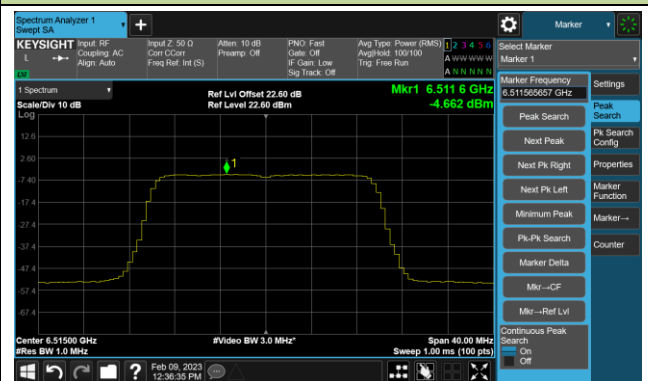 Spectrum Analyzer 1
Swept SA
Marker
KEYSIGHT
L
Input: RF
Coupling: AC
Align: Auto
Input Z: 50 Ω
Corr CCorr
Freq Ref: Int (S)
Atten: 10 dB
Preamp: Off
PNO: Fast
Gate: Off
IF Gain: Low
Sig Track: Off
Avg Type: Power (RMS)
Avg|Hold: 100/100
Trig: Free Run
1 2 3 4 5 6
A W W W W W
A N N N N N
Select Marker
Marker 1
1 Spectrum
Scale/Div 10 dB
Log
Ref Lvl Offset 22.60 dB
Ref Level 22.60 dBm
Mkr1 6.511 6 GHz
-4.662 dBm
Marker Frequency
6.511565657 GHz
Settings
Peak Search
Peak
Search
Next Peak
Pk Search
Config
Next Pk Right
Properties
Next Pk Left
Marker
Function
Minimum Peak
Marker→
Pk-Pk Search
Counter
Marker Delta
Mkr→CF
Mkr→Ref Lvl
Continuous Peak
Search
On
Off
12.6
2.60
-7.40
-17.4
-27.4
-37.4
-47.4
-57.4
-67.4
1
Center 6.51500 GHz
#Res BW 1.0 MHz
#Video BW 3.0 MHz*
Span 40.00 MHz
Sweep 1.00 ms (100 pts)
?
Feb 09, 2023
12:36:35 PM